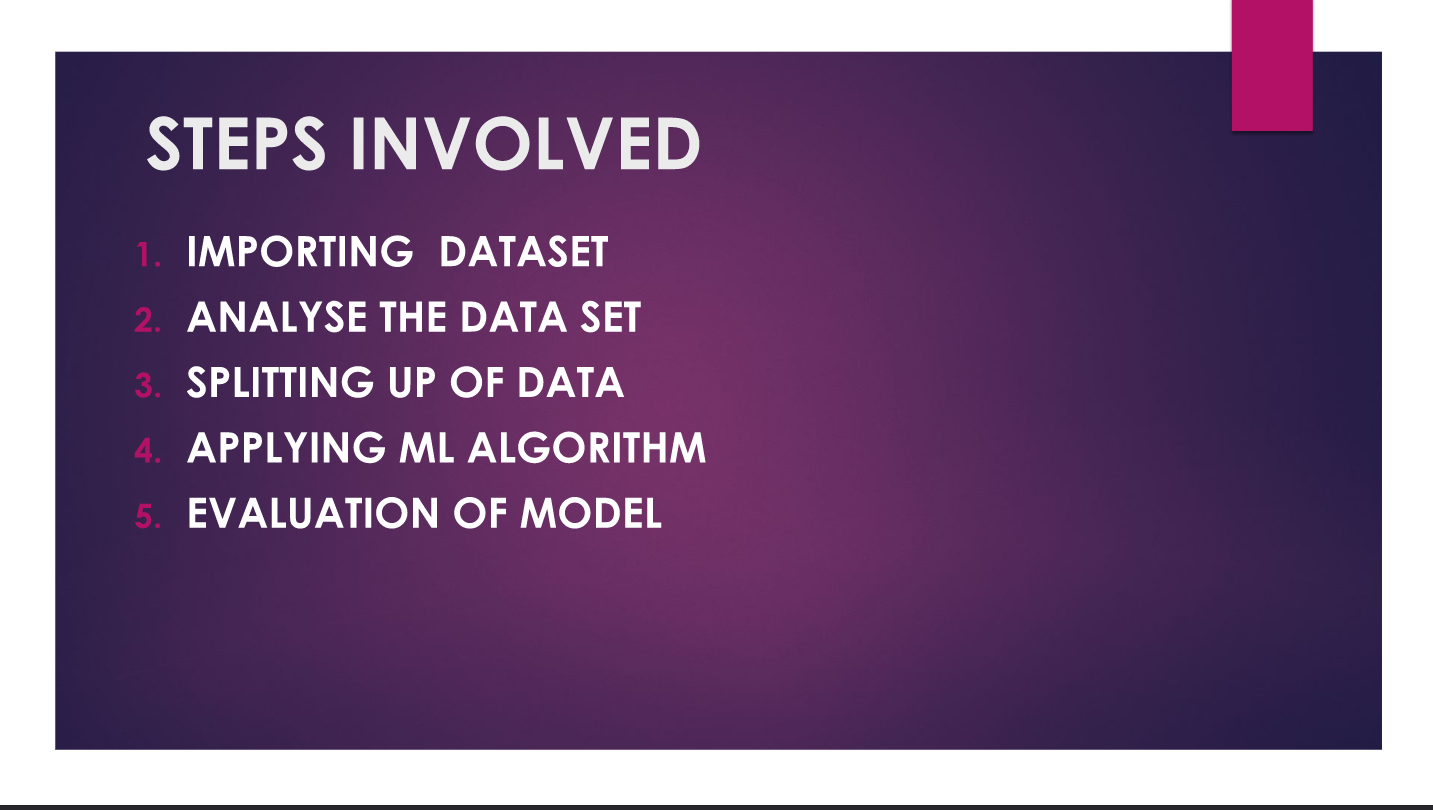 STEPS INVOLVED
1. IMPORTING  DATASET
2. ANALYSE THE DATA SET
3. SPLITTING UP OF DATA
4. APPLYING ML ALGORITHM
5. EVALUATION OF MODEL